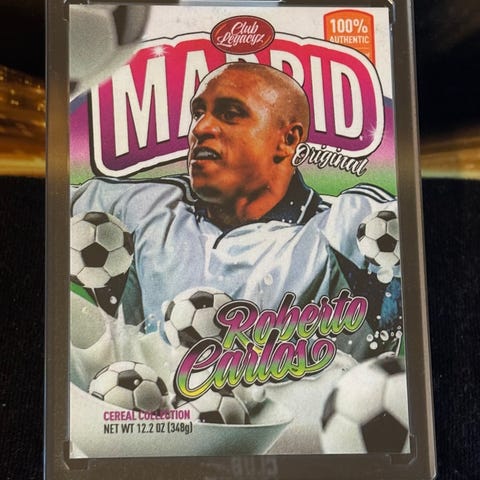 Club
Legacyz
100%
AUTHENTIC
MADRID
Original
Roberto
Carlos
CEREAL COLLECTION
NET WT 12.2 OZ (348g)